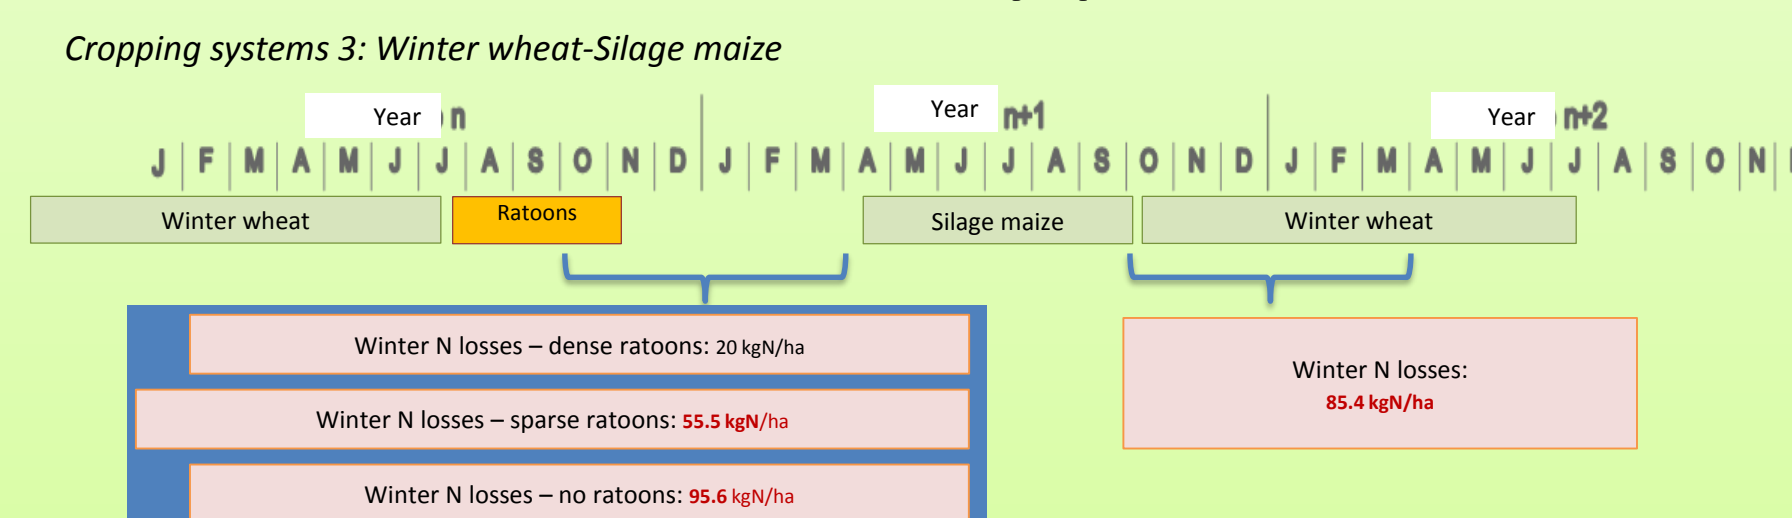 Cropping systems 3: Winter wheat-Silage maize
Year n Year n+1 Year n+2
J F M A M J J A S O N D J F M A M J J A S O N D J F M A M J J A S O N
Winter wheat Ratoons Silage maize Winter wheat
Winter N losses – dense ratoons: 20 kgN/ha
Winter N losses – sparse ratoons: 55.5 kgN/ha
Winter N losses – no ratoons: 95.6 kgN/ha
Winter N losses:
85.4 kgN/ha